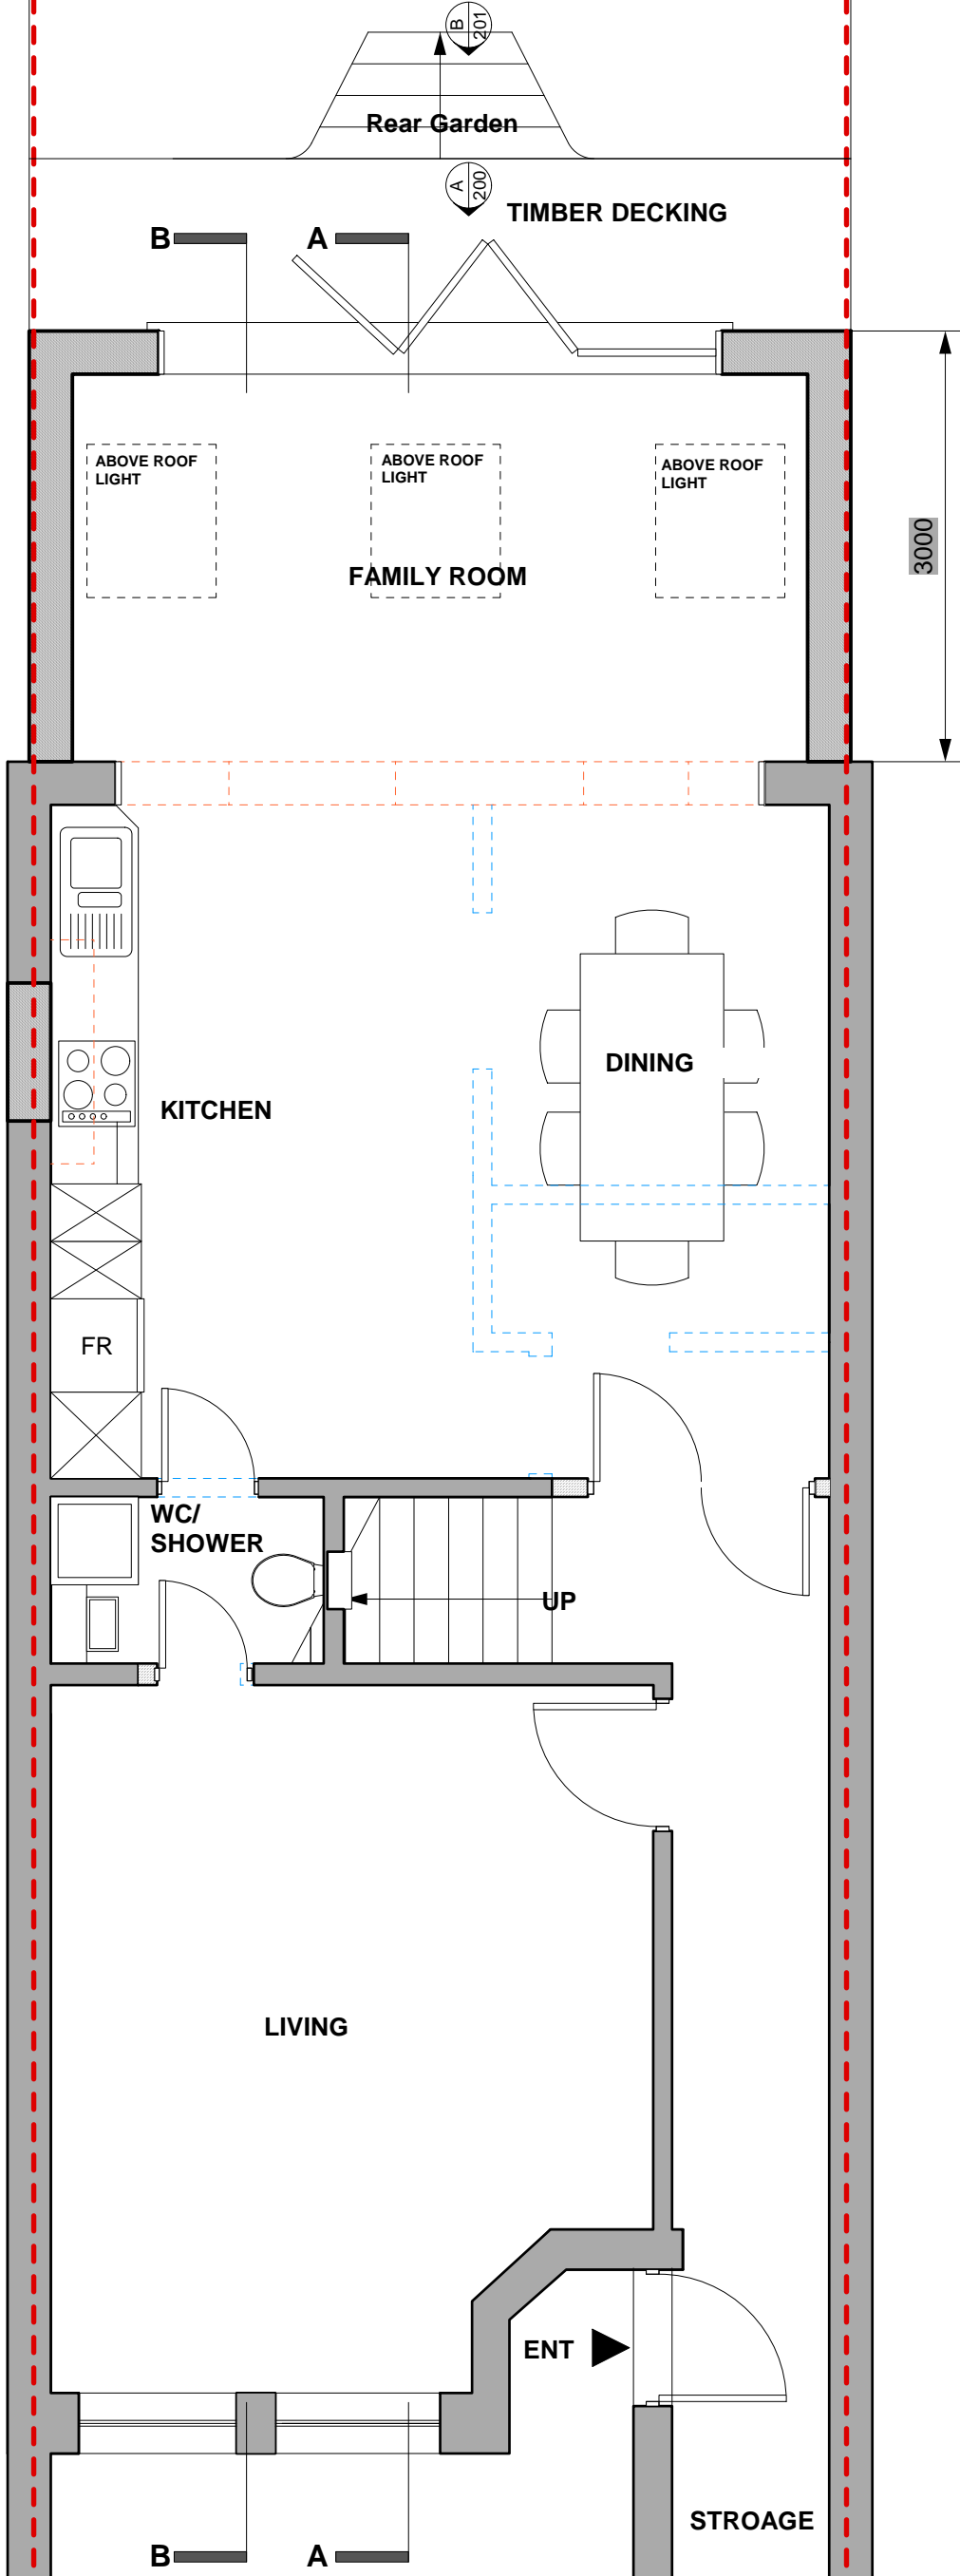 B
201
Rear Garden
A
200
TIMBER DECKING
B
A
ABOVE ROOF
LIGHT
ABOVE ROOF
LIGHT
ABOVE ROOF
LIGHT
3000
FAMILY ROOM
DINING
KITCHEN
FR
WC/
SHOWER
UP
LIVING
ENT
STROAGE
B
A